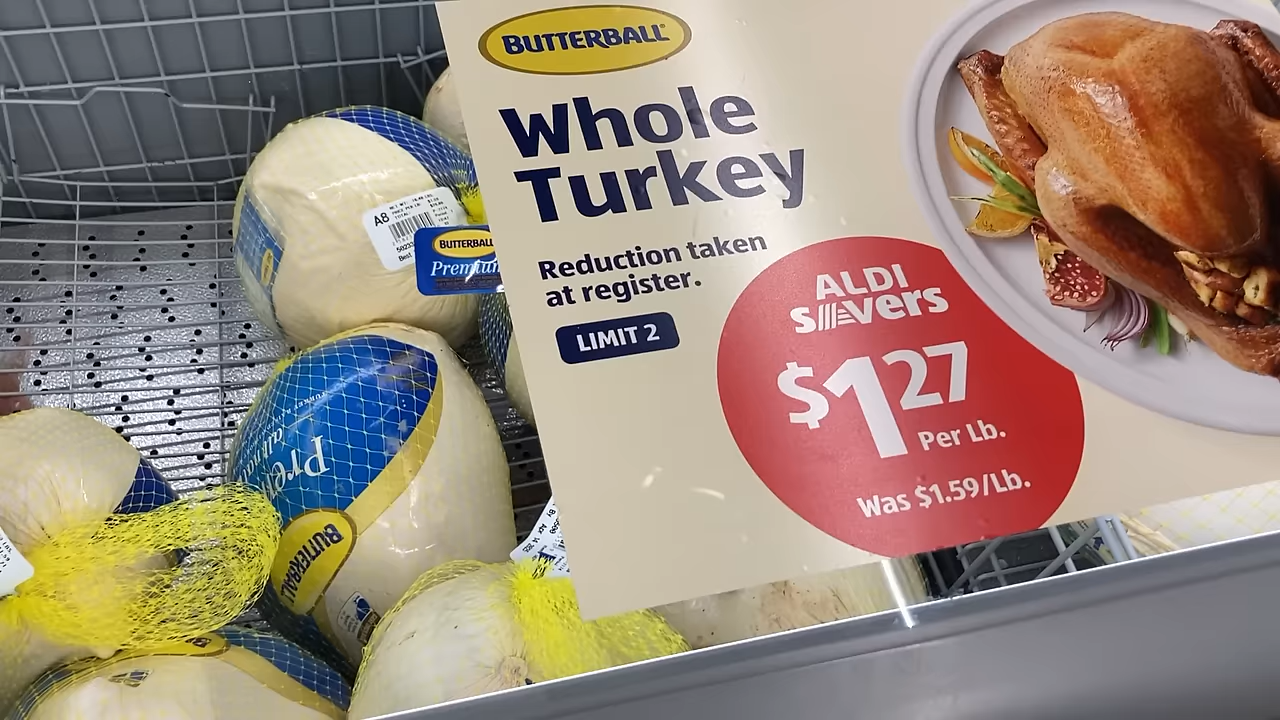 BUTTERBALL
Whole
Turkey
Reduction taken
at register.
LIMIT 2
ALDI
savers
$1.27
Per Lb.
Was $1.59/Lb.
A8
BUTTERBALL
Premium
BUTTERBALL